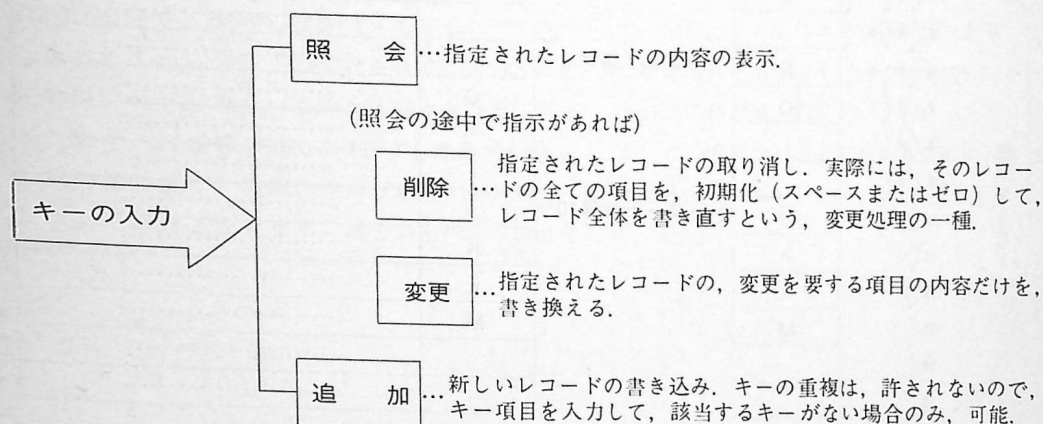 照　会…指定されたレコードの内容の表示.
(照会の途中で指示があれば)
キーの入力
削除…指定されたレコードの取り消し. 実際には, そのレコー
ドの全ての項目を, 初期化 (スペースまたはゼロ) して,
レコード全体を書き直すという, 変更処理の一種.
変更…指定されたレコードの, 変更を要する項目の内容だけを,
書き換える.
追　加…新しいレコードの書き込み. キーの重複は, 許されないので,
キー項目を入力して, 該当するキーがない場合のみ, 可能.